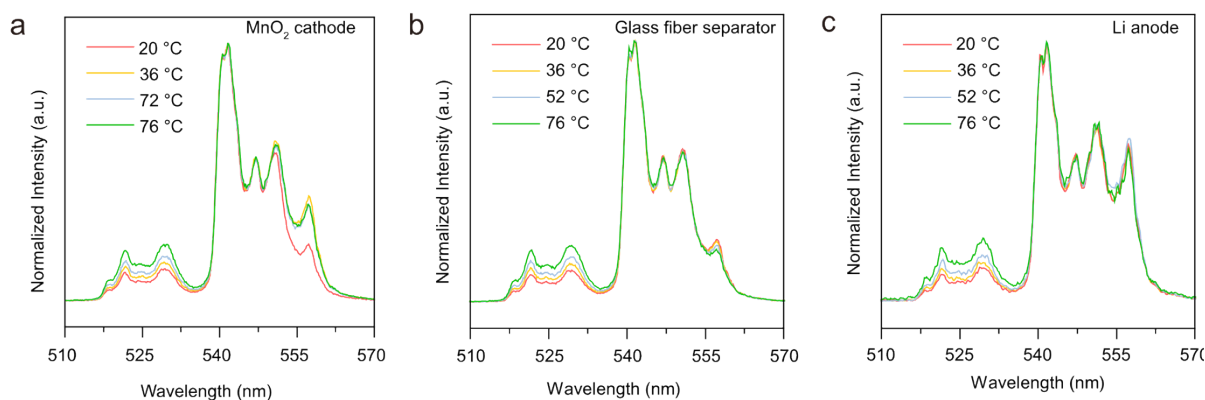 a
MnO₂ cathode
20 °C
36 °C
72 °C
76 °C
Normalized Intensity (a.u.)
510 525 540 555 570
Wavelength (nm)
b
Glass fiber separator
20 °C
36 °C
52 °C
76 °C
Normalized Intensity (a.u.)
510 525 540 555 570
Wavelength (nm)
c
Li anode
20 °C
36 °C
52 °C
76 °C
Normalized Intensity (a.u.)
510 525 540 555 570
Wavelength (nm)